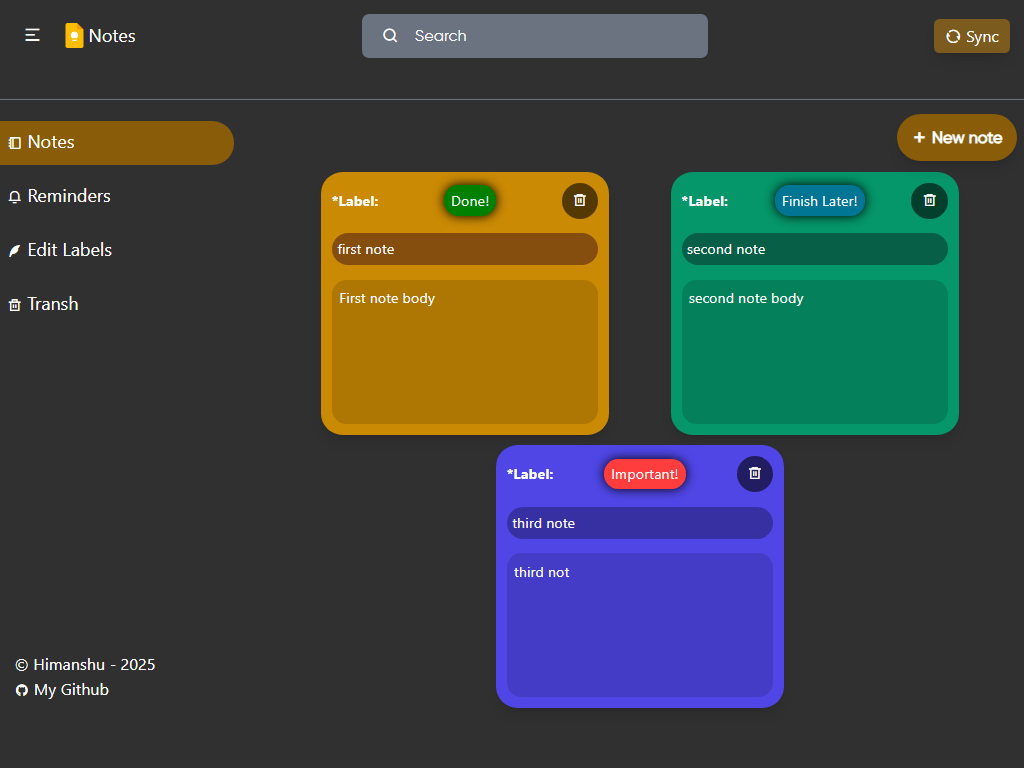 Notes
Search
Sync
Notes
Reminders
Edit Labels
Transh
+ New note
*Label: Done!
first note
First note body
*Label: Finish Later!
second note
second note body
*Label: Important!
third note
third not
© Himanshu - 2025
My Github